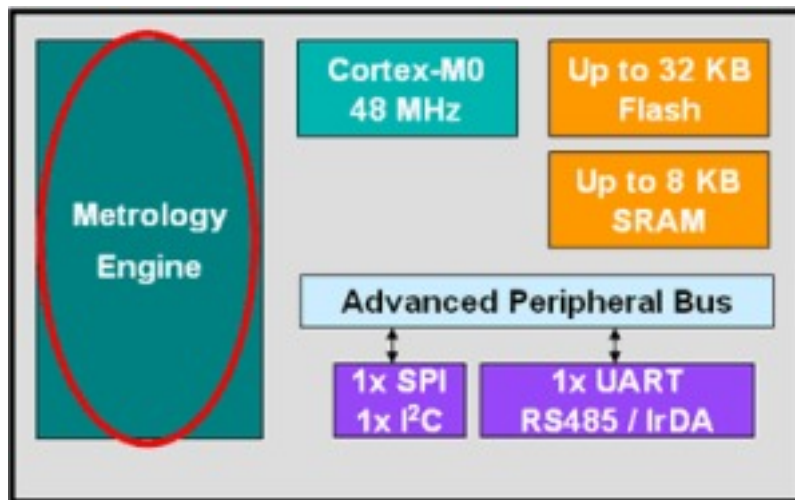 Metrology
Engine
Cortex-M0
48 MHz
Up to 32 KB
Flash
Up to 8 KB
SRAM
Advanced Peripheral Bus
1x SPI
1x I²C
1x UART
RS485 / IrDA